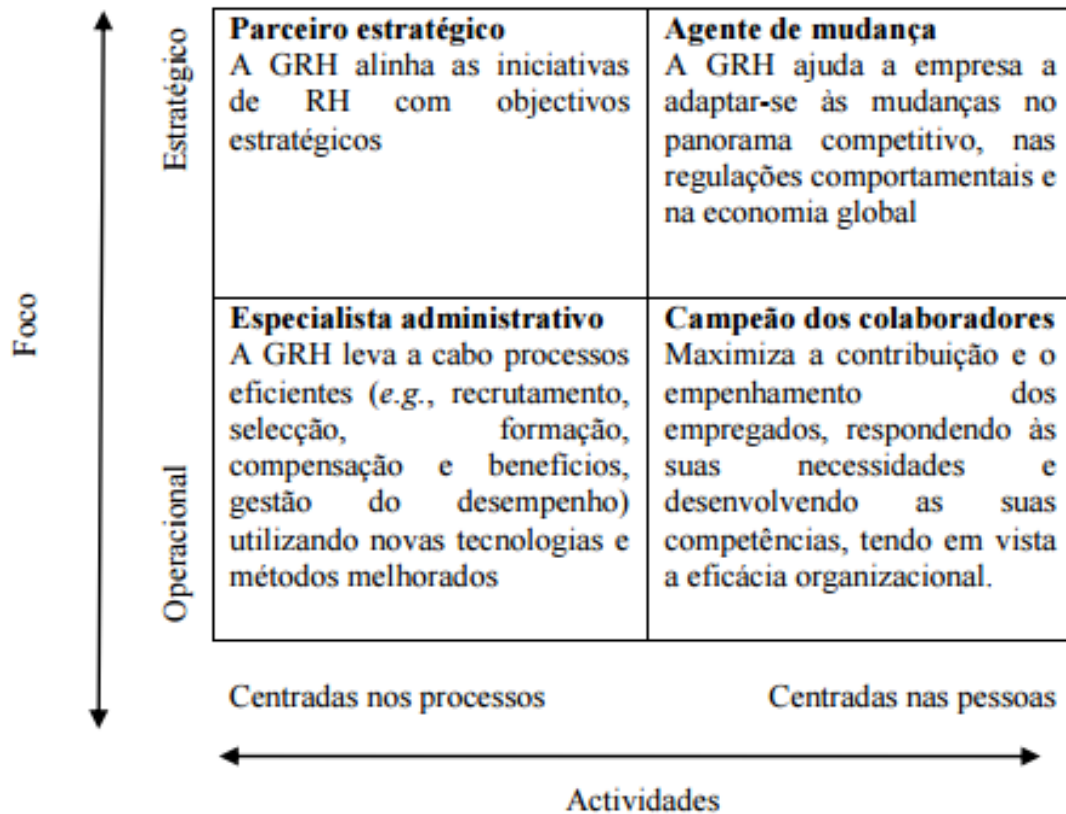 Foco
Estratégico
Parceiro estratégico
A GRH alinha as iniciativas
de RH com objectivos
estratégicos
Agente de mudança
A GRH ajuda a empresa a
adaptar-se às mudanças no
panorama competitivo, nas
regulações comportamentais e
na economia global
Operacional
Especialista administrativo
A GRH leva a cabo processos
eficientes (e.g., recrutamento,
selecção, formação,
compensação e benefícios,
gestão do desempenho)
utilizando novas tecnologias e
métodos melhorados
Campeão dos colaboradores
Maximiza a contribuição e o
empenhamento dos
empregados, respondendo às
suas necessidades e
desenvolvendo as suas
competências, tendo em vista
a eficácia organizacional.
Centradas nos processos
Centradas nas pessoas
Actividades